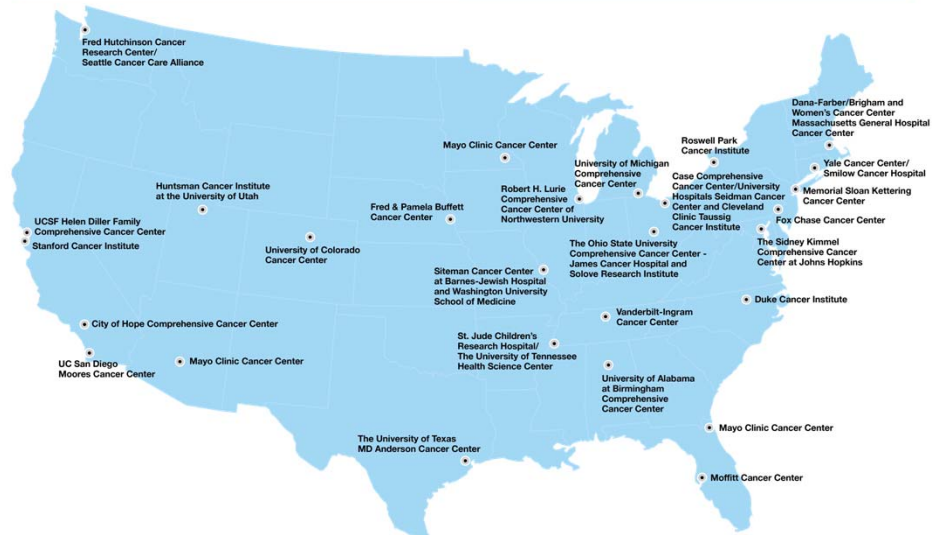 Fred Hutchinson Cancer
Research Center/
Seattle Cancer Care Alliance
Dana-Farber/Brigham and
Women's Cancer Center
Massachusetts General Hospital
Cancer Center
Mayo Clinic Cancer Center
Roswell Park
Cancer Institute
University of Michigan
Comprehensive
Cancer Center
Yale Cancer Center/
Smilow Cancer Hospital
Case Comprehensive
Cancer Center/University
Hospitals Seidman Cancer
Center and Cleveland
Clinic Taussig
Cancer Institute
Huntsman Cancer Institute
at the University of Utah
Robert H. Lurie
Comprehensive
Cancer Center of
Northwestern University
Memorial Sloan Kettering
Cancer Center
Fred & Pamela Buffett
Cancer Center
UCSF Helen Diller Family
Comprehensive Cancer Center
Fox Chase Cancer Center
Stanford Cancer Institute
University of Colorado
Cancer Center
The Ohio State University
Comprehensive Cancer Center -
James Cancer Hospital and
Solove Research Institute
The Sidney Kimmel
Comprehensive Cancer
Center at Johns Hopkins
Siteman Cancer Center
at Barnes-Jewish Hospital
and Washington University
School of Medicine
Duke Cancer Institute
Vanderbilt-Ingram
Cancer Center
City of Hope Comprehensive Cancer Center
St. Jude Children's
Research Hospital/
The University of Tennessee
Health Science Center
UC San Diego
Moores Cancer Center
Mayo Clinic Cancer Center
University of Alabama
at Birmingham
Comprehensive
Cancer Center
Mayo Clinic Cancer Center
The University of Texas
MD Anderson Cancer Center
Moffitt Cancer Center